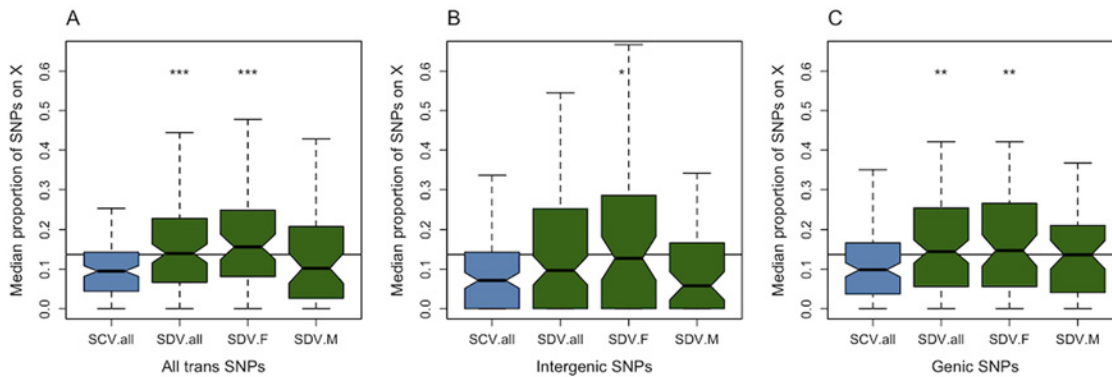 A
Median proportion of SNPs on X
0.6
0.5
0.4
0.3
0.2
0.1
0.0
***
***
SCV.all SDV.all SDV.F SDV.M
All trans SNPs
B
Median proportion of SNPs on X
0.6
0.5
0.4
0.3
0.2
0.1
0.0
*
SCV.all SDV.all SDV.F SDV.M
Intergenic SNPs
C
Median proportion of SNPs on X
0.6
0.5
0.4
0.3
0.2
0.1
0.0
**
**
SCV.all SDV.all SDV.F SDV.M
Genic SNPs